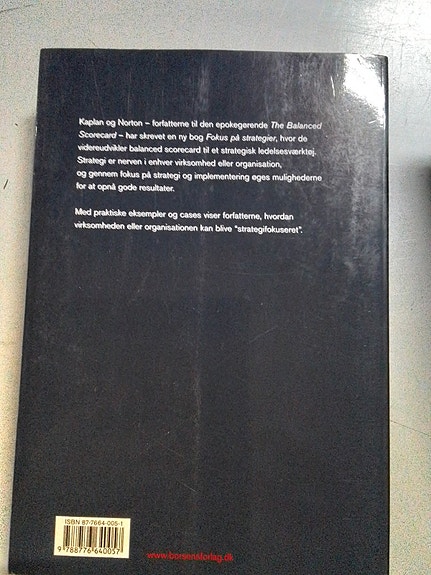 Kaplan og Norton – forfatterne til den epokegørende The Balanced
Scorecard – har skrevet en ny bog Fokus på strategier, hvor de
videreudvikler balanced scorecard til et strategisk ledelsesværktøj.
Strategi er nerven i enhver virksomhed eller organisation,
og gennem fokus på strategi og implementering øges mulighederne
for at opnå gode resultater.
Med praktiske eksempler og cases viser forfatterne, hvordan
virksomheden eller organisationen kan blive "strategifokuseret".
ISBN 87-7664-005-1
9 788776 640057
www.borsensforlag.dk